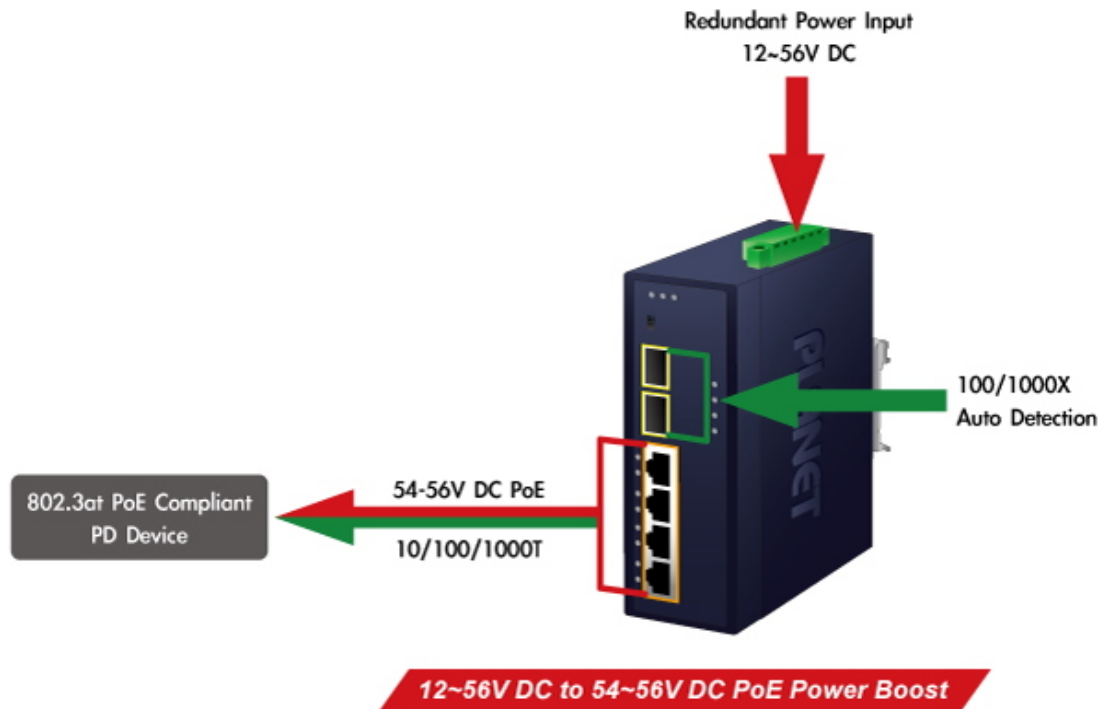 Redundant Power Input
12~56V DC
PLANET
100/1000X
Auto Detection
802.3at PoE Compliant
PD Device
54-56V DC PoE
10/100/1000T
12~56V DC to 54~56V DC PoE Power Boost